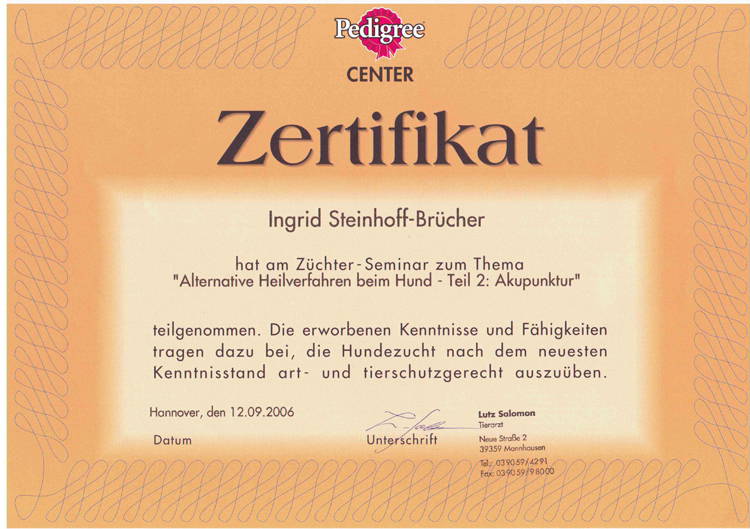 Pedigree
CENTER
Zertifikat
Ingrid Steinhoff-Brücher
hat am Züchter-Seminar zum Thema
"Alternative Heilverfahren beim Hund - Teil 2: Akupunktur"
teilgenommen. Die erworbenen Kenntnisse und Fähigkeiten
tragen dazu bei, die Hundezucht nach dem neuesten
Kenntnisstand art- und tierschutzgerecht auszuüben.
Hannover, den 12.09.2006
Datum
Unterschrift
Lutz Salomon
Tierarzt
Neue Straße 2
39359 Mannhausen
Tel.: 039059/4291
Fax: 039059/98000